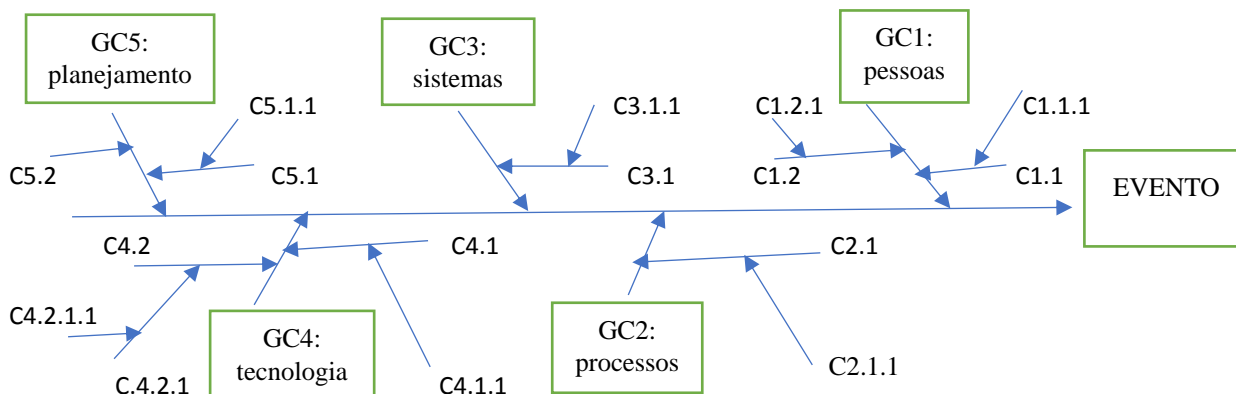 GC5:
planejamento
GC3:
sistemas
GC1:
pessoas
C5.1.1
C3.1.1
C1.2.1
C1.1.1
C5.2
C5.1
C3.1
C1.2
C1.1
EVENTO
C4.2
C4.1
C2.1
C4.2.1.1
GC4:
tecnologia
GC2:
processos
C.4.2.1
C4.1.1
C2.1.1